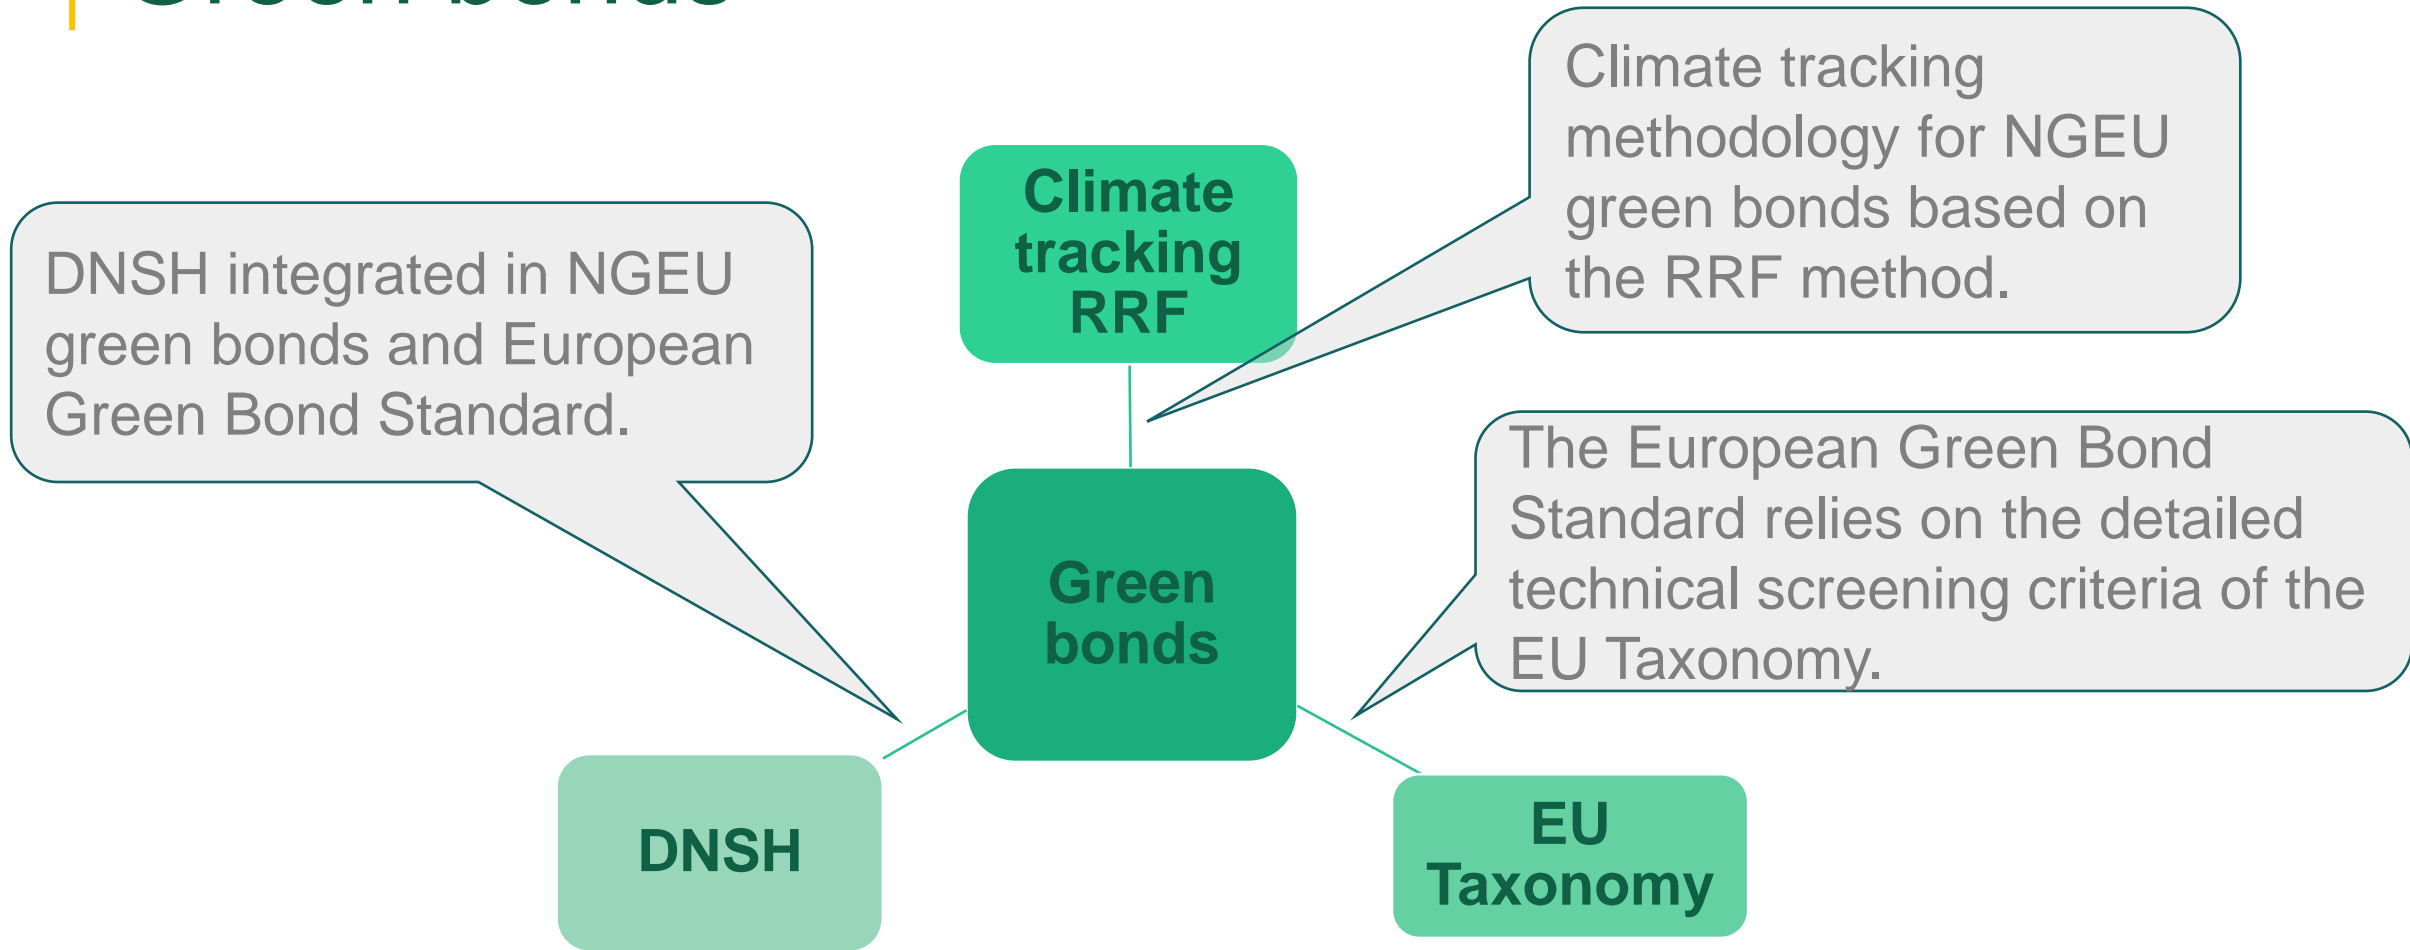 Green bonds
Climate tracking
methodology for NGEU
green bonds based on
the RRF method.
Climate
tracking
RRF
DNSH integrated in NGEU
green bonds and European
Green Bond Standard.
The European Green Bond
Standard relies on the detailed
technical screening criteria of the
EU Taxonomy.
Green
bonds
DNSH
EU
Taxonomy